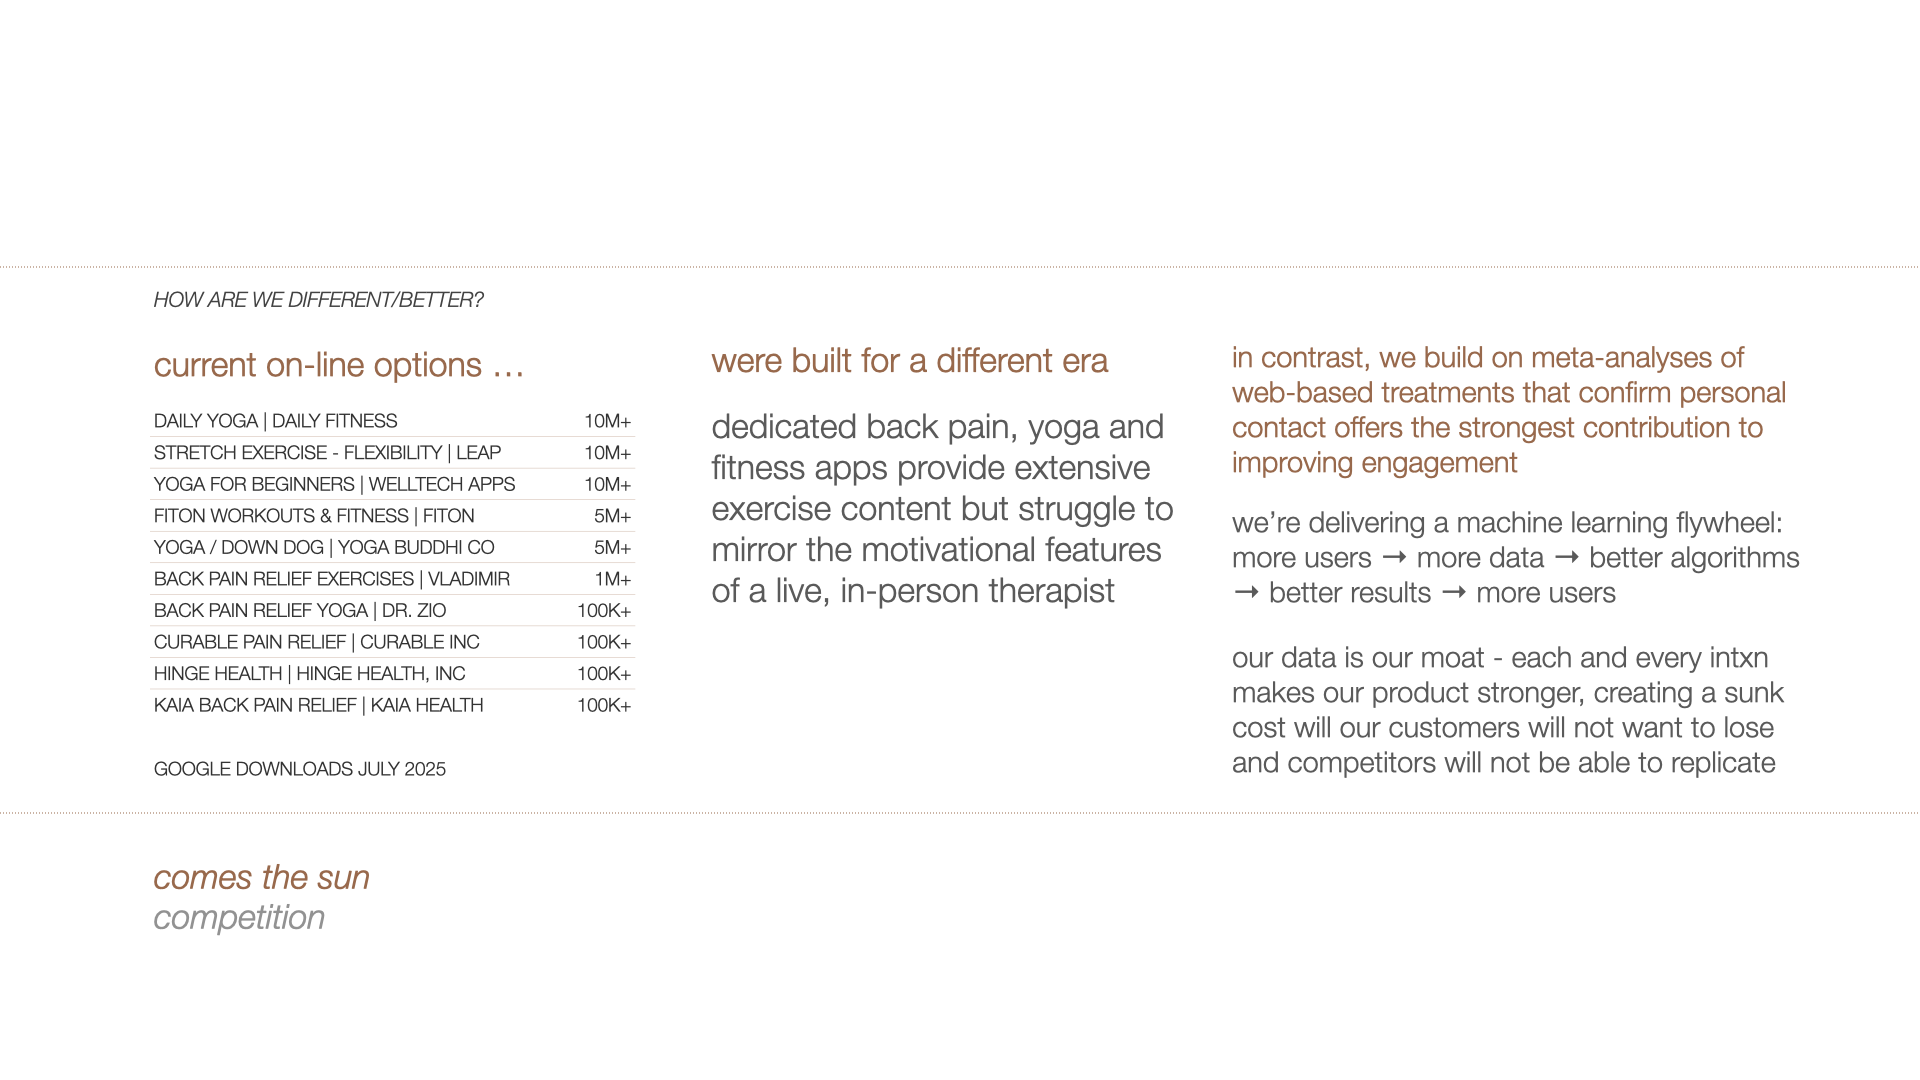 HOW ARE WE DIFFERENT/BETTER?
current on-line options …
DAILY YOGA | DAILY FITNESS 10M+
STRETCH EXERCISE - FLEXIBILITY | LEAP 10M+
YOGA FOR BEGINNERS | WELLTECH APPS 10M+
FITON WORKOUTS & FITNESS | FITON 5M+
YOGA / DOWN DOG | YOGA BUDDHI CO 5M+
BACK PAIN RELIEF EXERCISES | VLADIMIR 1M+
BACK PAIN RELIEF YOGA | DR. ZIO 100K+
CURABLE PAIN RELIEF | CURABLE INC 100K+
HINGE HEALTH | HINGE HEALTH, INC 100K+
KAIA BACK PAIN RELIEF | KAIA HEALTH 100K+
GOOGLE DOWNLOADS JULY 2025
were built for a different era
dedicated back pain, yoga and
fitness apps provide extensive
exercise content but struggle to
mirror the motivational features
of a live, in-person therapist
in contrast, we build on meta-analyses of
web-based treatments that confirm personal
contact offers the strongest contribution to
improving engagement
we’re delivering a machine learning flywheel:
more users → more data → better algorithms
→ better results → more users
our data is our moat - each and every intxn
makes our product stronger, creating a sunk
cost will our customers will not want to lose
and competitors will not be able to replicate
comes the sun
competition